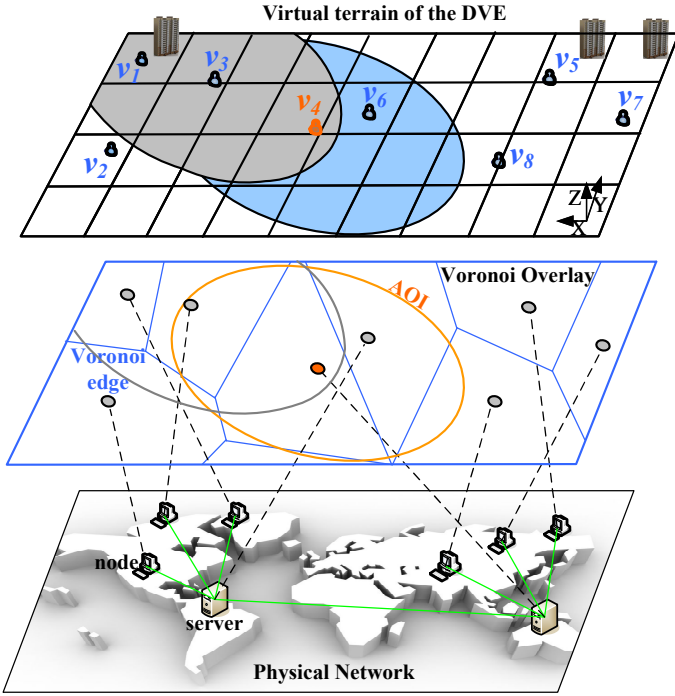 Virtual terrain of the DVE
v1
v3
v5
v4
v6
v7
v2
v8
Z
Y
X
Voronoi Overlay
AOI
Voronoi
edge
node
server
Physical Network